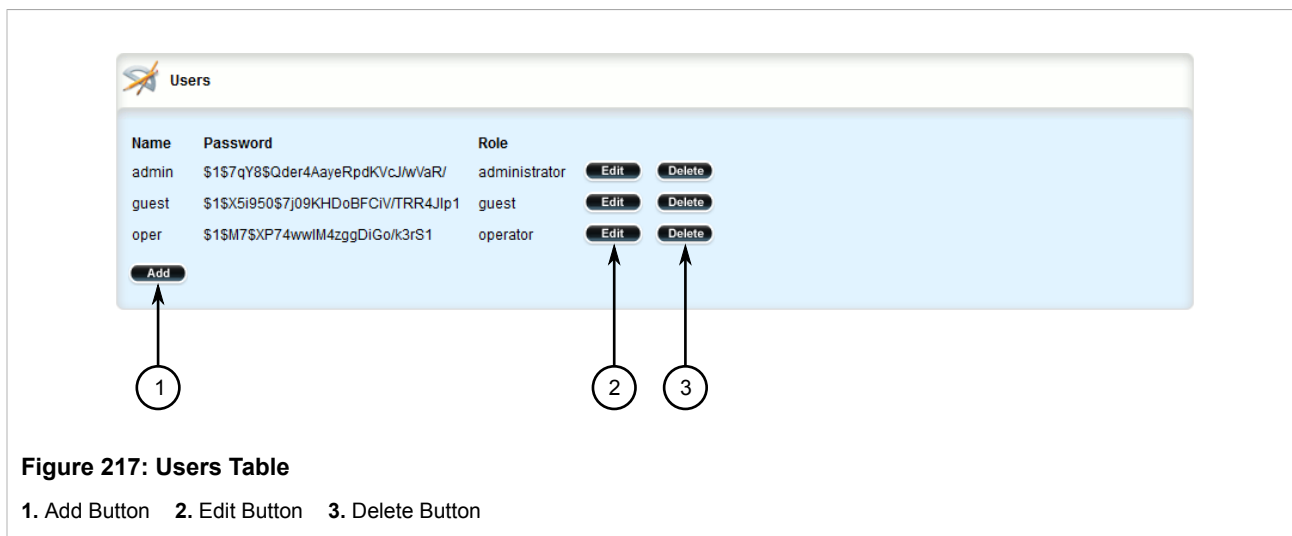 Users
Name Password Role
admin $1$7qY8$Qder4AayeRpdKVcJ/wVaR/ administrator Edit Delete
guest $1$X5i950$7j09KHDoBFCiV/TRR4JIp1 guest Edit Delete
oper $1$M7$XP74wwIM4zggDiGo/k3rS1 operator Edit Delete
Add
1 2 3
Figure 217: Users Table
1. Add Button 2. Edit Button 3. Delete Button